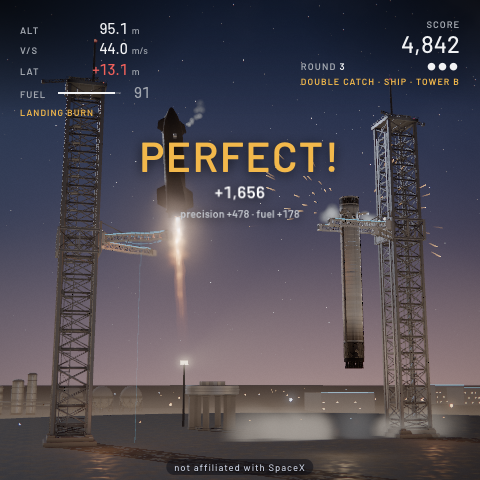 ALT 95.1 m
V/S 44.0 m/s
LAT +13.1 m
FUEL 91
LANDING BURN
SCORE
4,842
ROUND 3
DOUBLE CATCH · SHIP · TOWER B
PERFECT!
+1,656
precision +478 · fuel +178
not affiliated with SpaceX